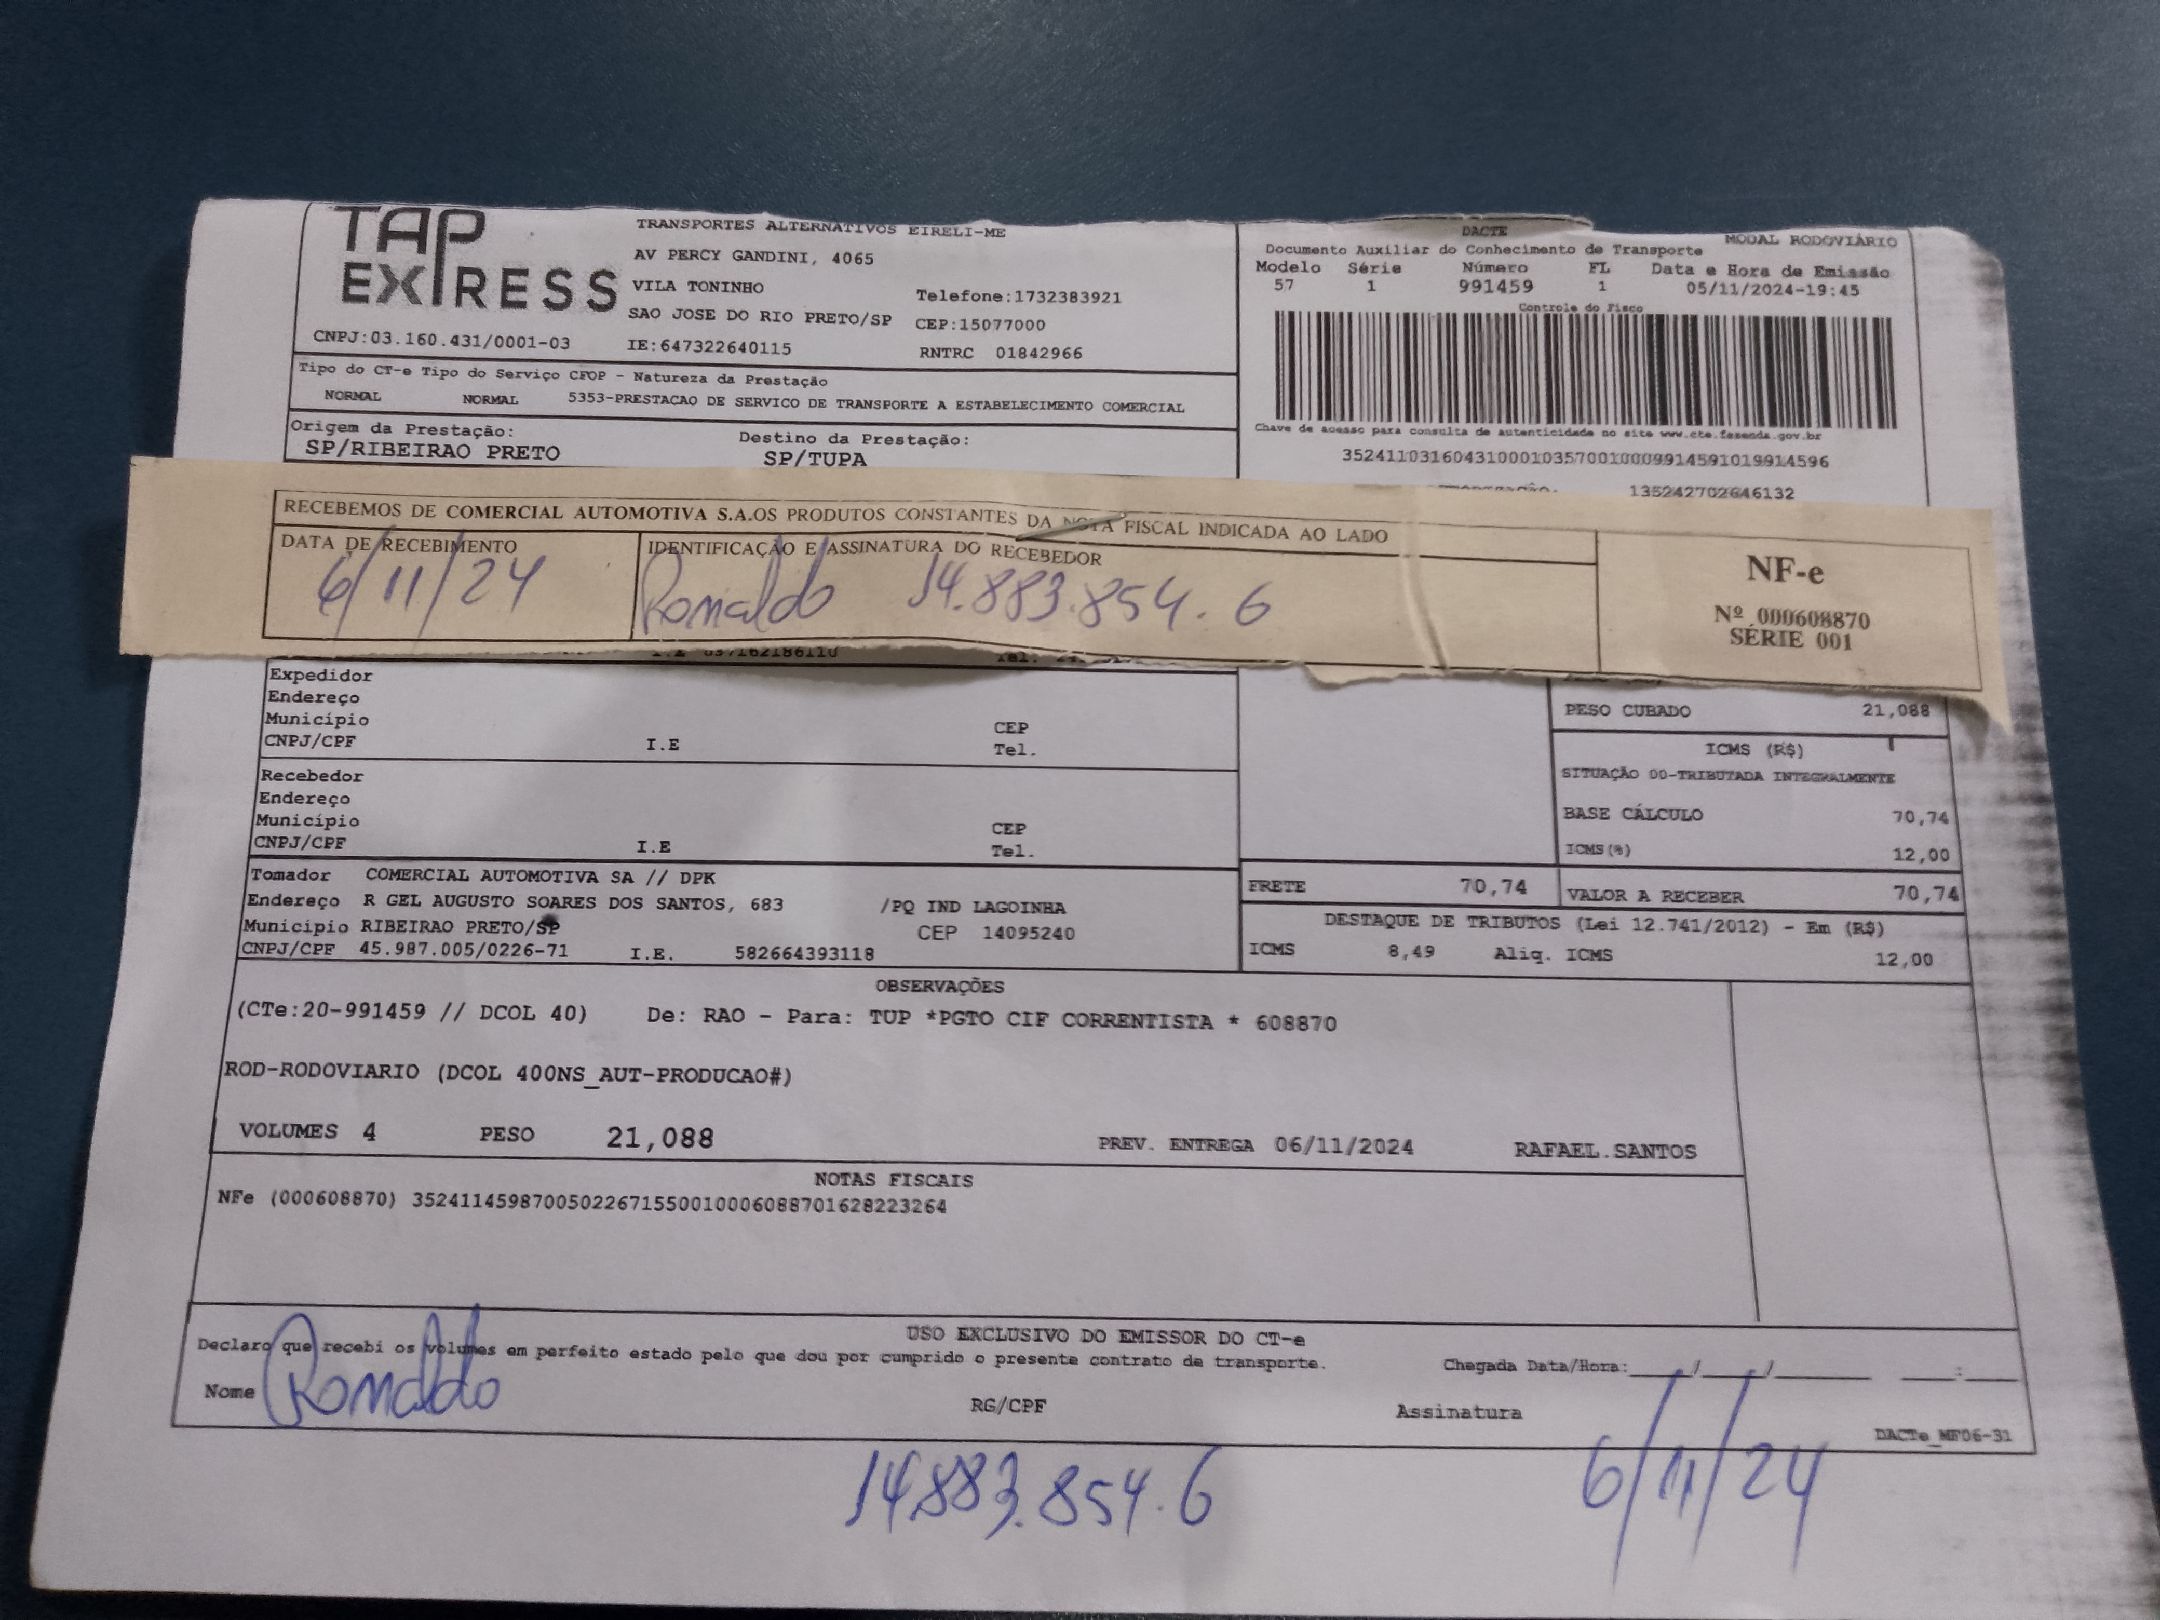 TAP EXPRESS
TRANSPORTES ALTERNATIVOS EIRELI-ME
AV PERCY GANDINI, 4065
VILA TONINHO
Telefone:1732383921
SAO JOSE DO RIO PRETO/SP CEP:15077000
CNPJ:03.160.431/0001-03 IE:647322640115 RNTRC 01842966
DACTE MODAL RODOVIÁRIO
Documento Auxiliar do Conhecimento de Transporte
Modelo Série Número FL Data e Hora de Emissão
57 1 991459 1 05/11/2024-19:45
Controle do Fisco
Chave de acesso para consulta de autenticidade no site www.cte.fazenda.gov.br
35241103160431000103570010009914591019914596
135242702646132
Tipo do CT-e Tipo do Serviço CFOP - Natureza da Prestação
NORMAL NORMAL 5353-PRESTACAO DE SERVICO DE TRANSPORTE A ESTABELECIMENTO COMERCIAL
Origem da Prestação: Destino da Prestação:
SP/RIBEIRAO PRETO SP/TUPA
RECEBEMOS DE COMERCIAL AUTOMOTIVA S.A.OS PRODUTOS CONSTANTES DA NOTA FISCAL INDICADA AO LADO
DATA DE RECEBIMENTO IDENTIFICAÇÃO E ASSINATURA DO RECEBEDOR
6/11/24 Ronaldo 14.883.854.6
NF-e
Nº 000608870
SÉRIE 001
Expedidor
Endereço
Município CEP
CNPJ/CPF I.E Tel.
Recebedor
Endereço
Município CEP
CNPJ/CPF I.E Tel.
PESO CUBADO 21,088
ICMS (R$)
SITUAÇÃO 00-TRIBUTADA INTEGRALMENTE
BASE CÁLCULO 70,74
ICMS(%) 12,00
Tomador COMERCIAL AUTOMOTIVA SA // DPK
Endereço R GEL AUGUSTO SOARES DOS SANTOS, 683 /PQ IND LAGOINHA
Município RIBEIRAO PRETO/SP CEP 14095240
CNPJ/CPF 45.987.005/0226-71 I.E. 582664393118
FRETE 70,74 VALOR A RECEBER 70,74
DESTAQUE DE TRIBUTOS (Lei 12.741/2012) - Em (R$)
ICMS 8,49 Aliq. ICMS 12,00
OBSERVAÇÕES
(CTe:20-991459 // DCOL 40) De: RAO - Para: TUP *PGTO CIF CORRENTISTA * 608870
ROD-RODOVIARIO (DCOL 400NS_AUT-PRODUCAO#)
VOLUMES 4 PESO 21,088 PREV. ENTREGA 06/11/2024 RAFAEL.SANTOS
NOTAS FISCAIS
NFe (000608870) 35241145987005022671550010006088701628223264
USO EXCLUSIVO DO EMISSOR DO CT-e
Declaro que recebi os volumes em perfeito estado pelo que dou por cumprido o presente contrato de transporte. Chegada Data/Hora:___/___/_____ ___:___
Nome Ronaldo RG/CPF Assinatura
DACTe_MF06-31
14.883.854.6 6/11/24